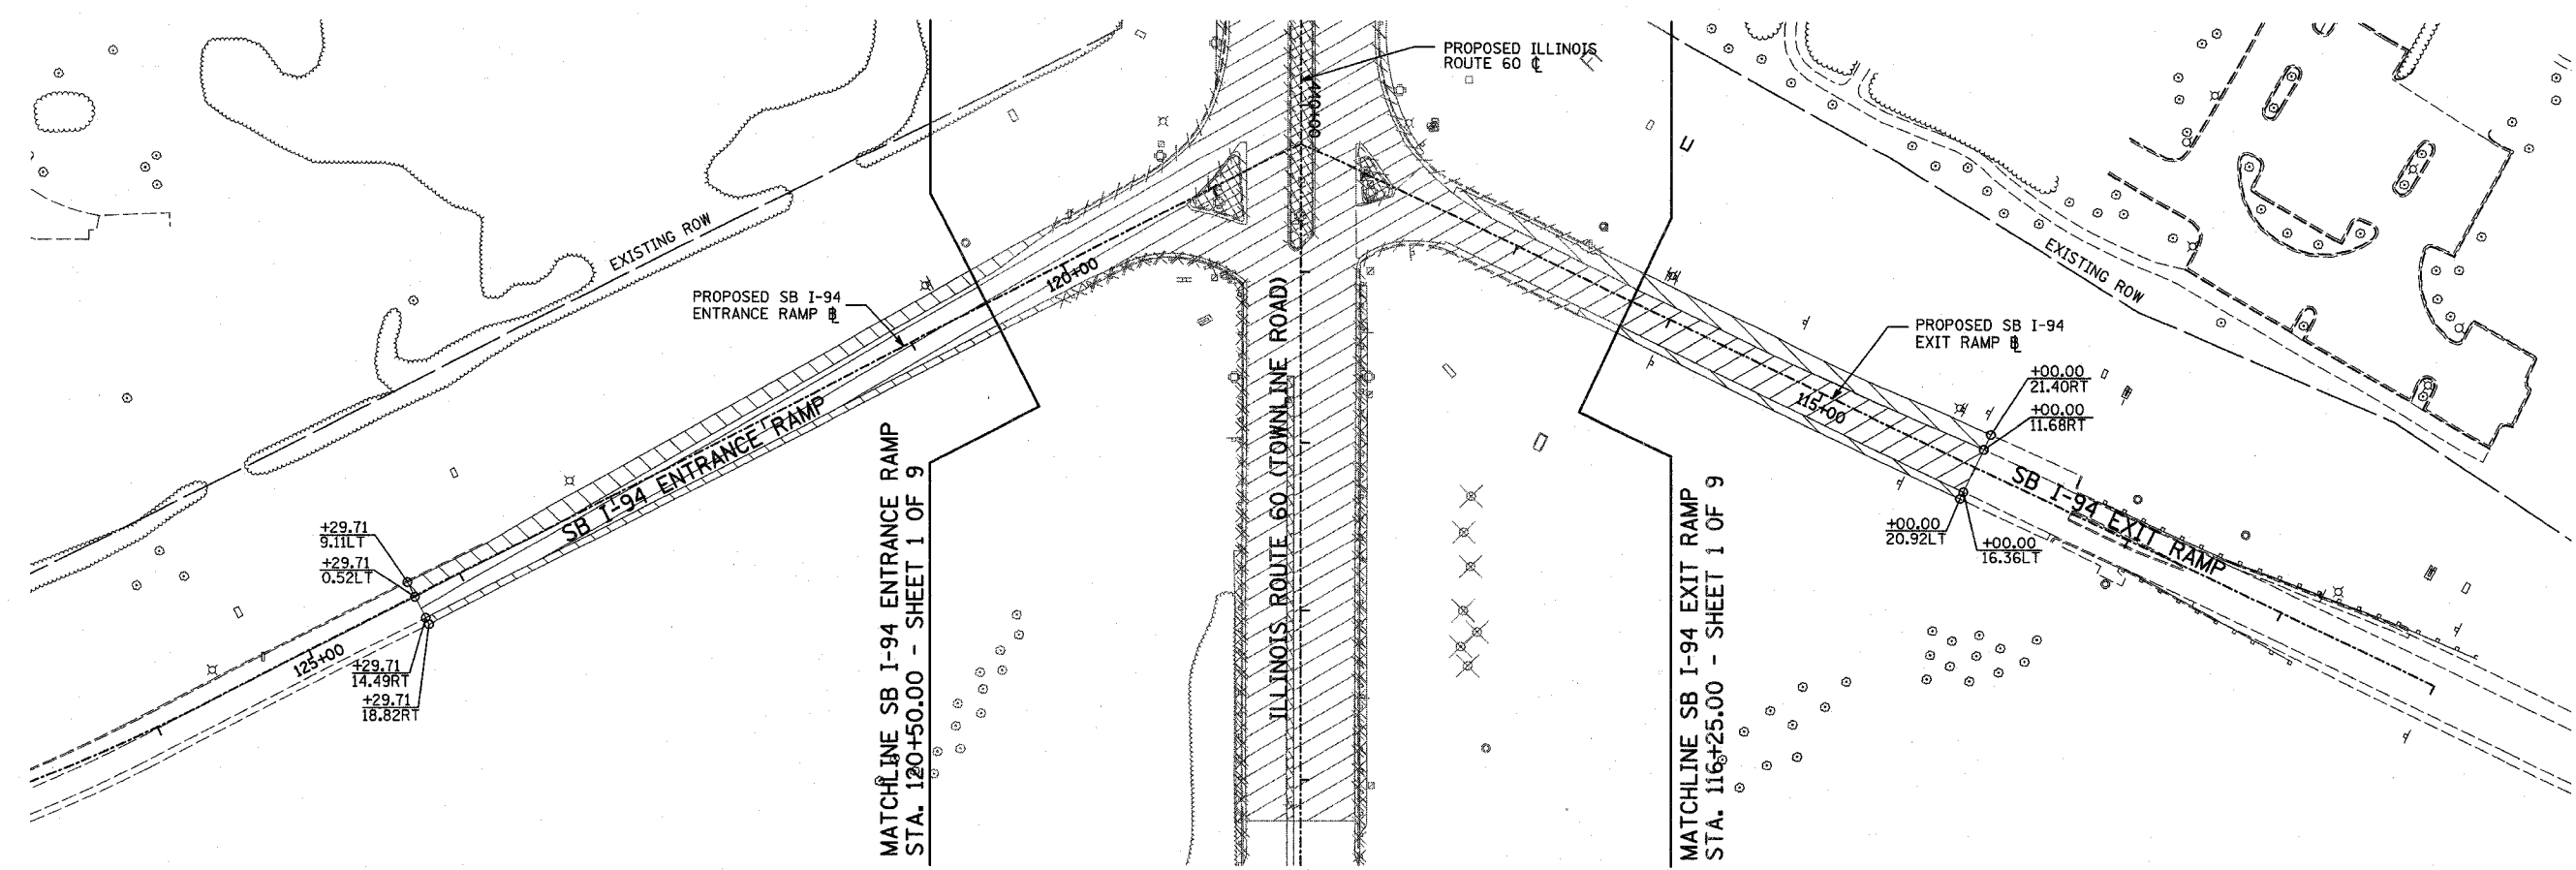 PROPOSED ILLINOIS
ROUTE 60 ℄
EXISTING ROW
PROPOSED SB I-94
ENTRANCE RAMP
120+00
SB I-94 ENTRANCE RAMP
+29.71
9.11LT
+29.71
0.52LT
125+00
+29.71
14.49RT
+29.71
18.82RT
MATCHLINE SB I-94 ENTRANCE RAMP
STA. 120+50.00 - SHEET 1 OF 9
ILLINOIS ROUTE 60 (TOWNLINE ROAD)
MATCHLINE SB I-94 EXIT RAMP
STA. 116+25.00 - SHEET 1 OF 9
EXISTING ROW
PROPOSED SB I-94
EXIT RAMP
115+00
+00.00
21.40RT
+00.00
11.68RT
+00.00
20.92LT
+00.00
16.36LT
SB I-94 EXIT RAMP